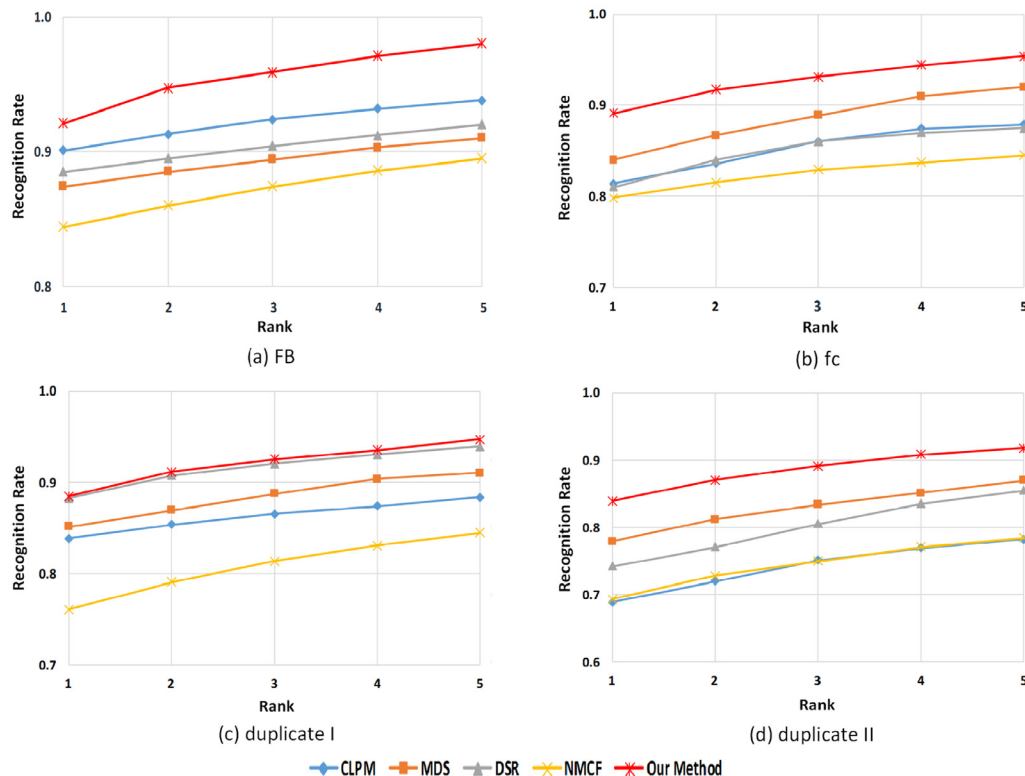 1.0
0.9
0.8
Recognition Rate
1 2 3 4 5
Rank
(a) FB
1.0
0.9
0.8
0.7
Recognition Rate
1 2 3 4 5
Rank
(b) fc
1.0
0.9
0.8
0.7
Recognition Rate
1 2 3 4 5
Rank
(c) duplicate I
1.0
0.9
0.8
0.7
0.6
Recognition Rate
1 2 3 4 5
Rank
(d) duplicate II
CLPM MDS DSR NMCF Our Method